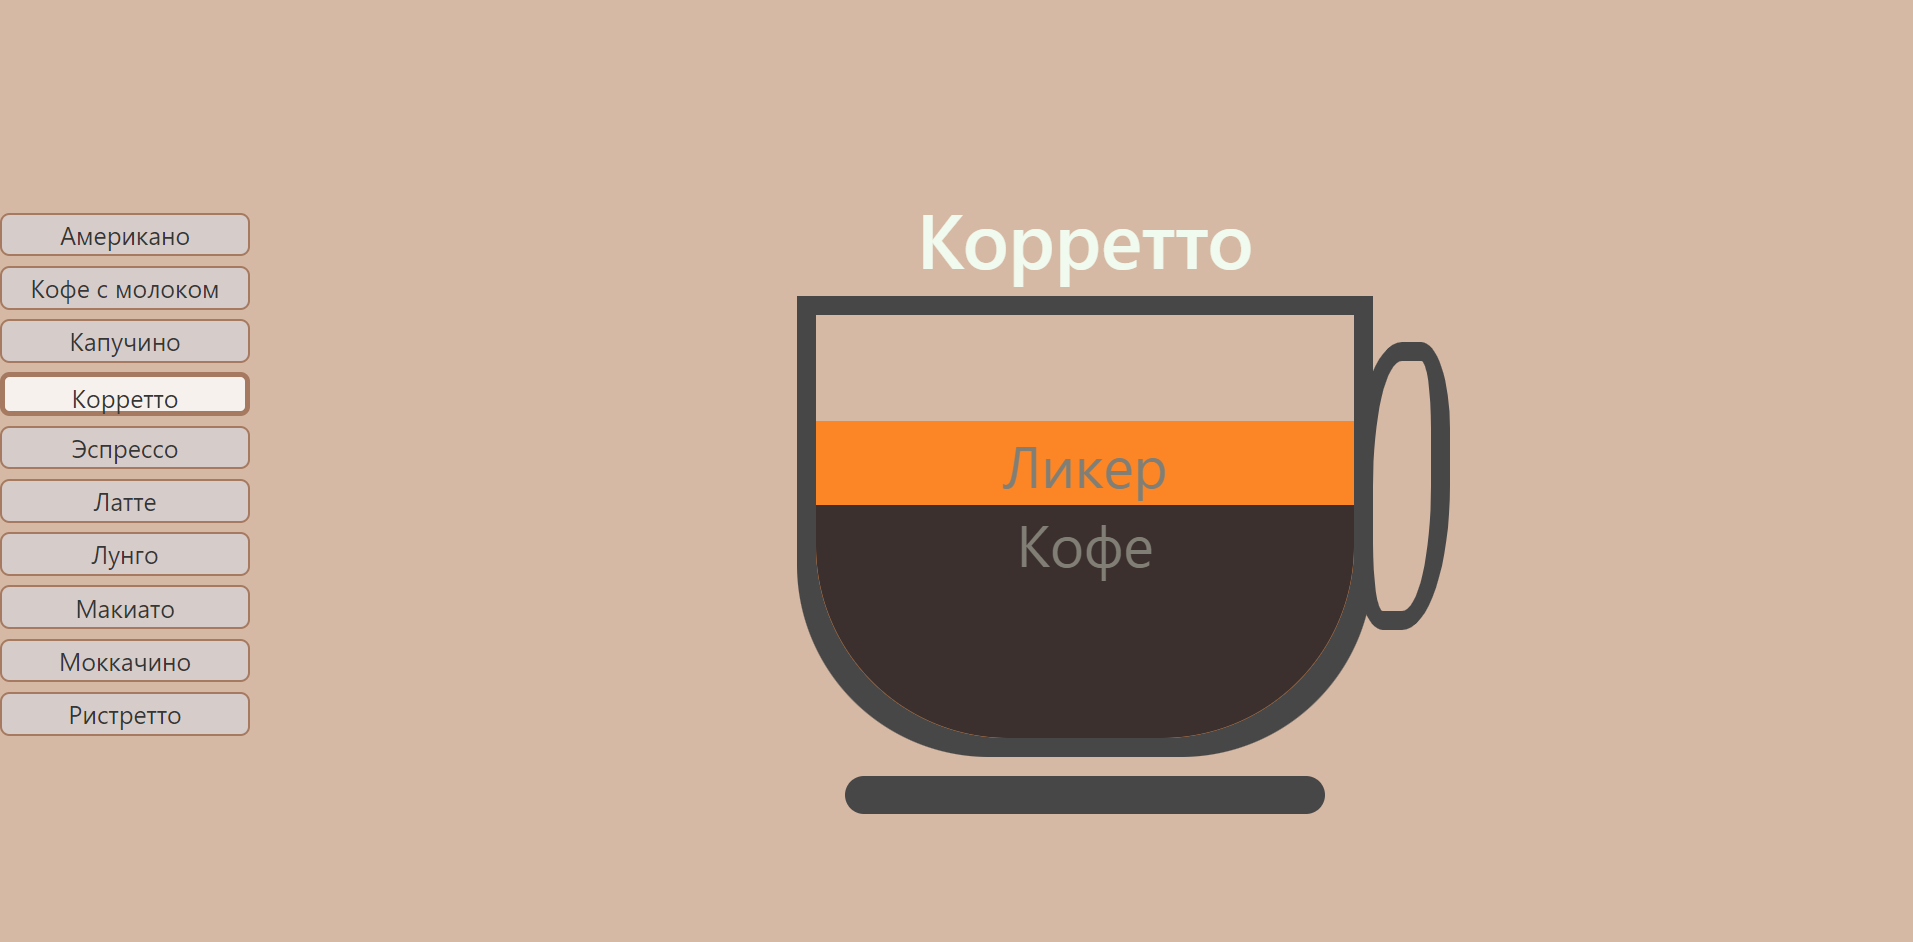 Американо
Кофе с молоком
Капучино
Корретто
Эспрессо
Латте
Лунго
Макиато
Моккачино
Ристретто
Корретто
Ликер
Кофе